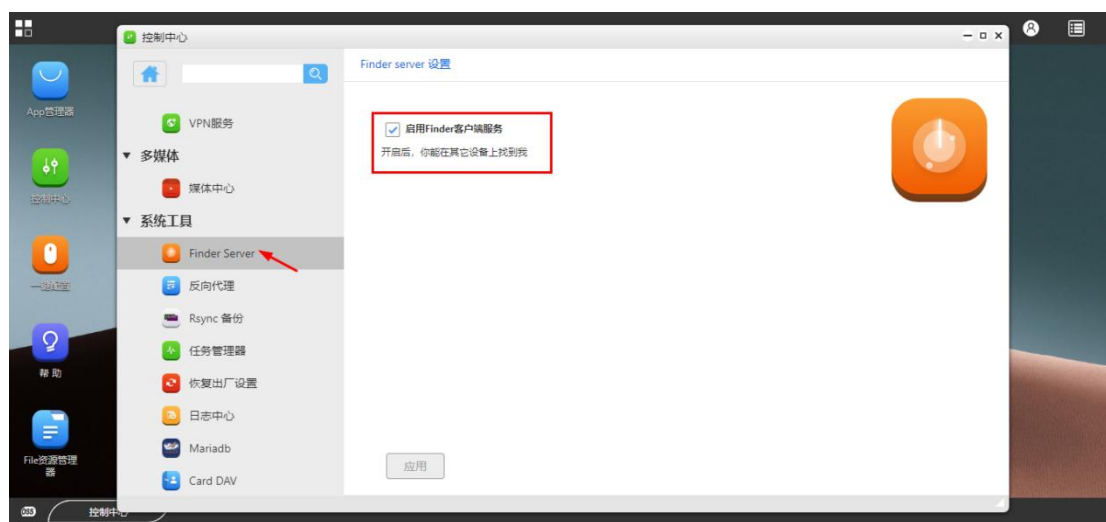 控制中心
Finder server 设置
App管理器
VPN服务
启用Finder客户端服务
开启后，你能在其它设备上找到我
多媒体
媒体中心
控制中心
系统工具
Finder Server
一键配置
反向代理
Rsync 备份
任务管理器
帮 助
恢复出厂设置
日志中心
Mariadb
File资源管理
器
应用
Card DAV
控制中心